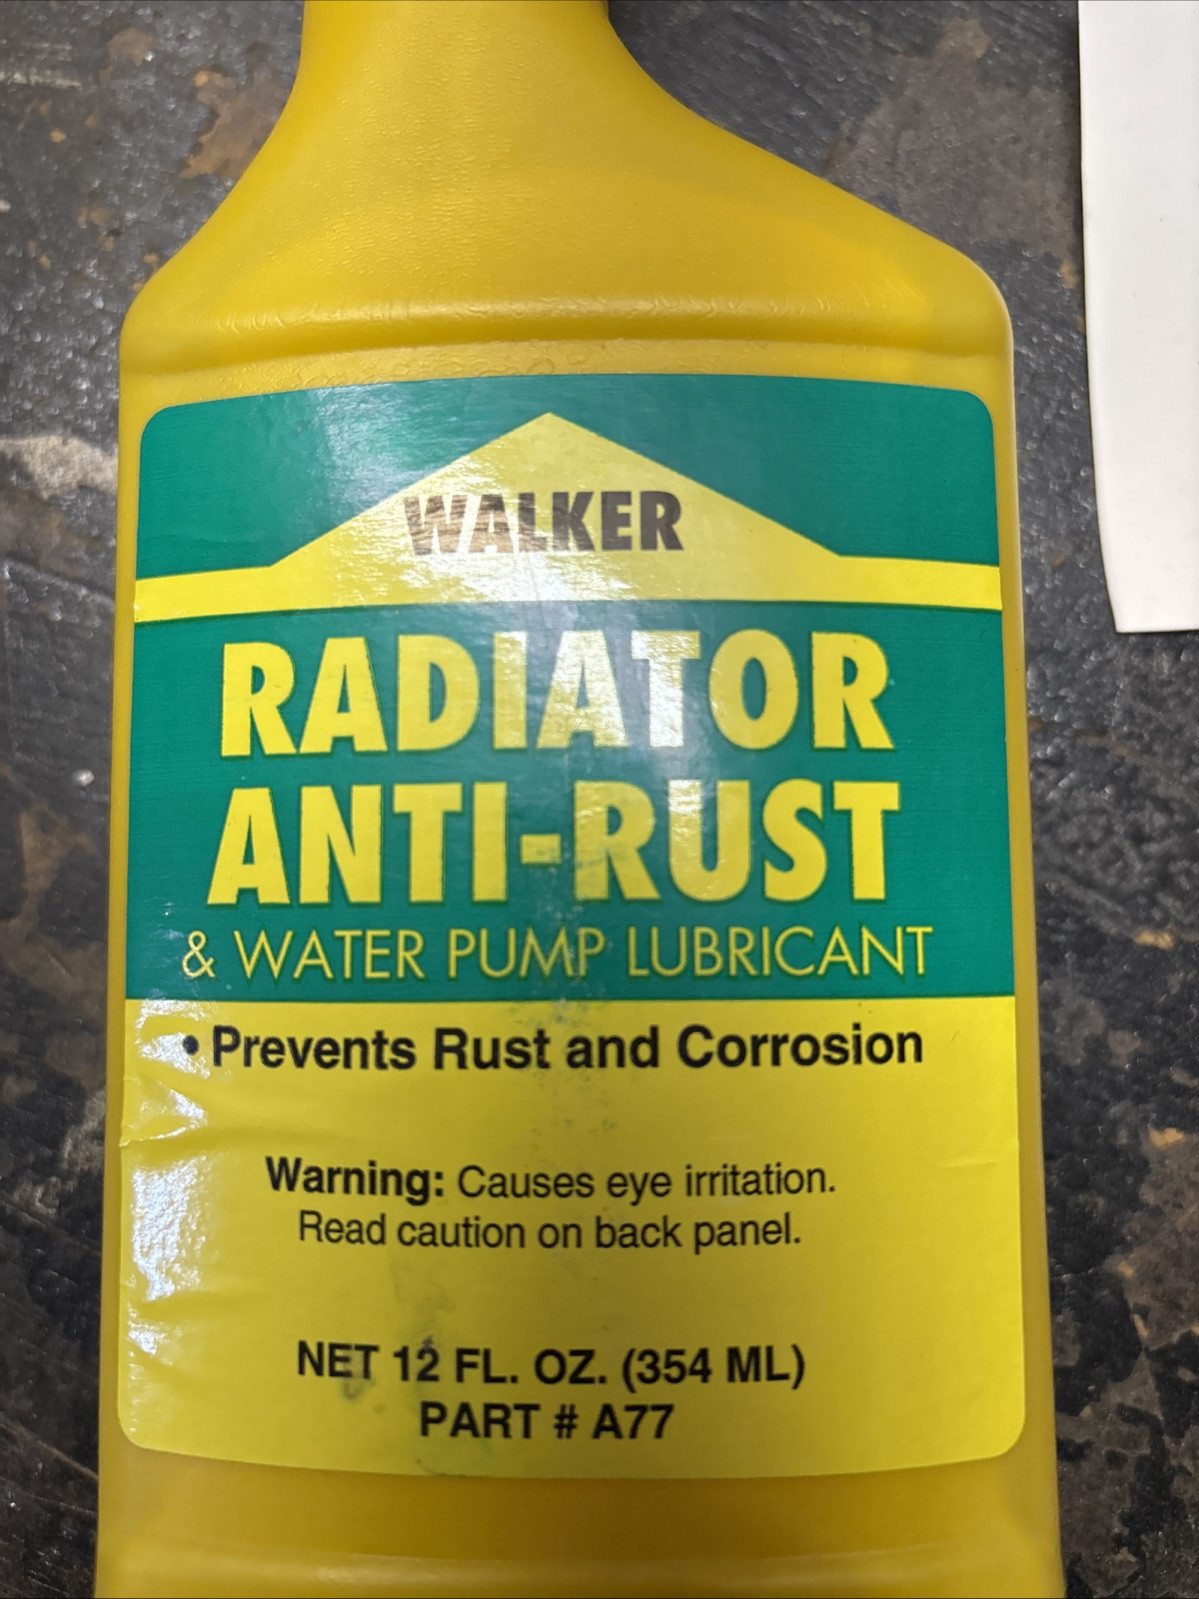 WALKER
RADIATOR
ANTI-RUST
& WATER PUMP LUBRICANT
• Prevents Rust and Corrosion
Warning: Causes eye irritation.
Read caution on back panel.
NET 12 FL. OZ. (354 ML)
PART # A77